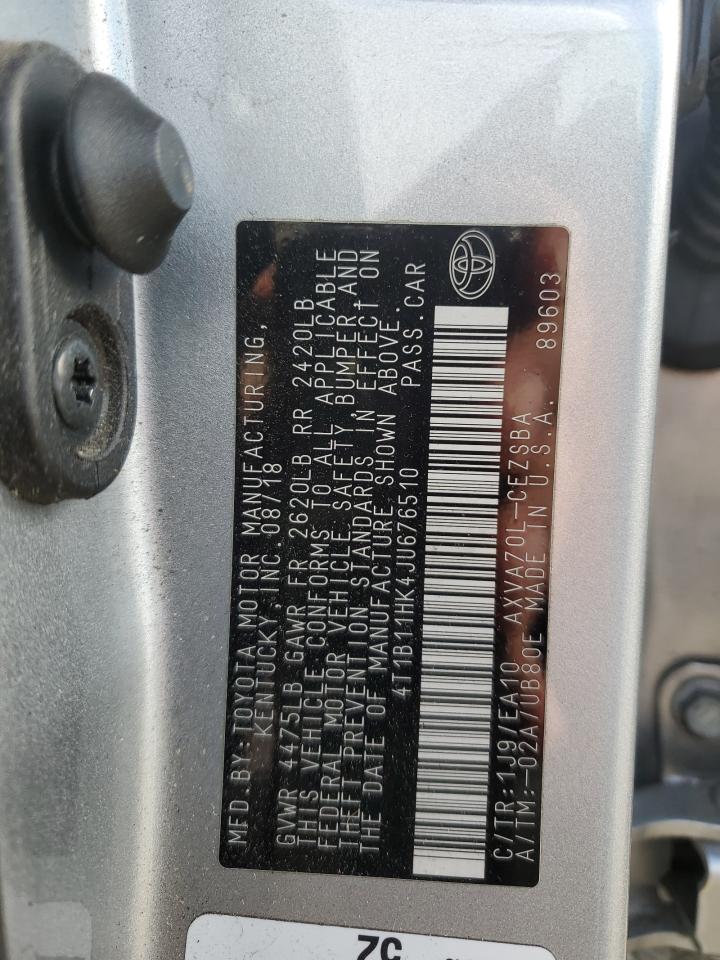 MFD.BY:TOYOTA MOTOR MANUFACTURING,
KENTUCKY,INC.08/18
GVWR 4475LB GAWR FR 2620LB RR 2420LB
THIS VEHICLE CONFORMS TO ALL APPLICABLE
FEDERAL MOTOR VEHICLE SAFETY,BUMPER,AND
THEFT PREVENTION STANDARDS IN EFFECT ON
THE DATE OF MANUFACTURE SHOWN ABOVE.
4T1B11HK4JU676510 PASS.CAR
C/TR:1J9/EA10 AXVA70L-CEZSBA
A/TM:-02A/UB80E MADE IN U.S.A. 89603
ZC